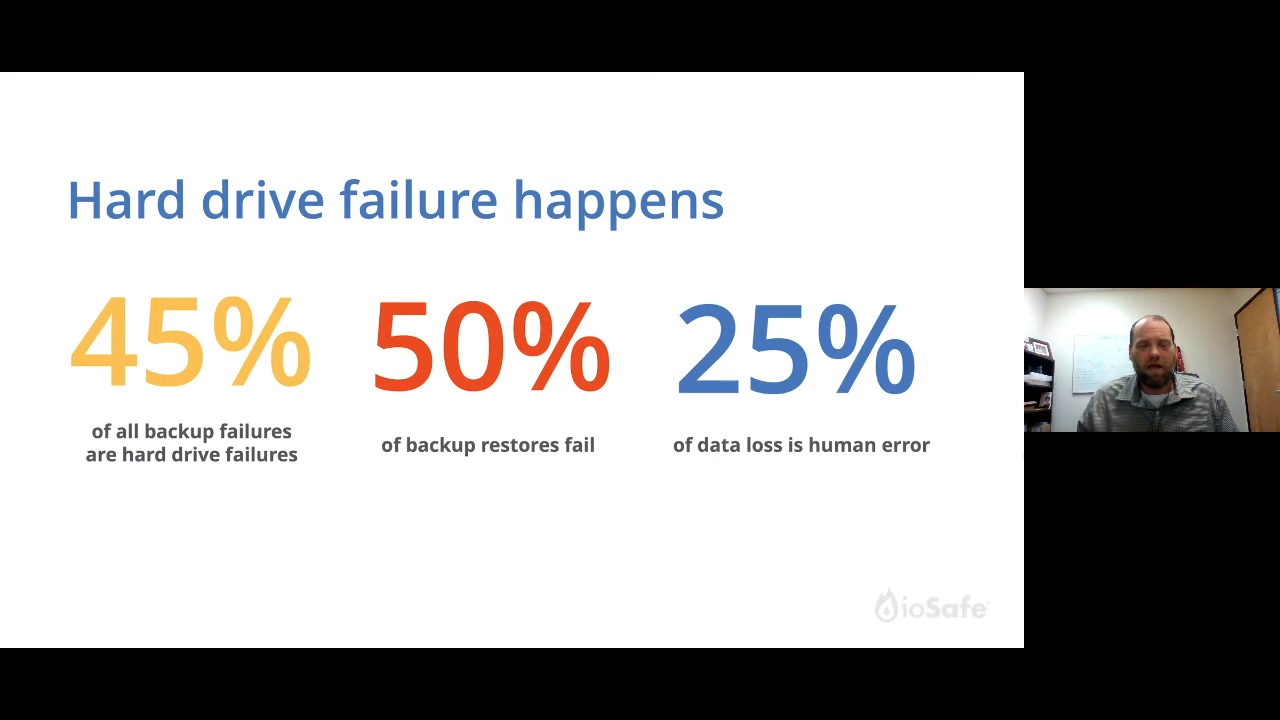 Hard drive failure happens
45%
50%
25%
of all backup failures
are hard drive failures
of backup restores fail
of data loss is human error
ioSafe